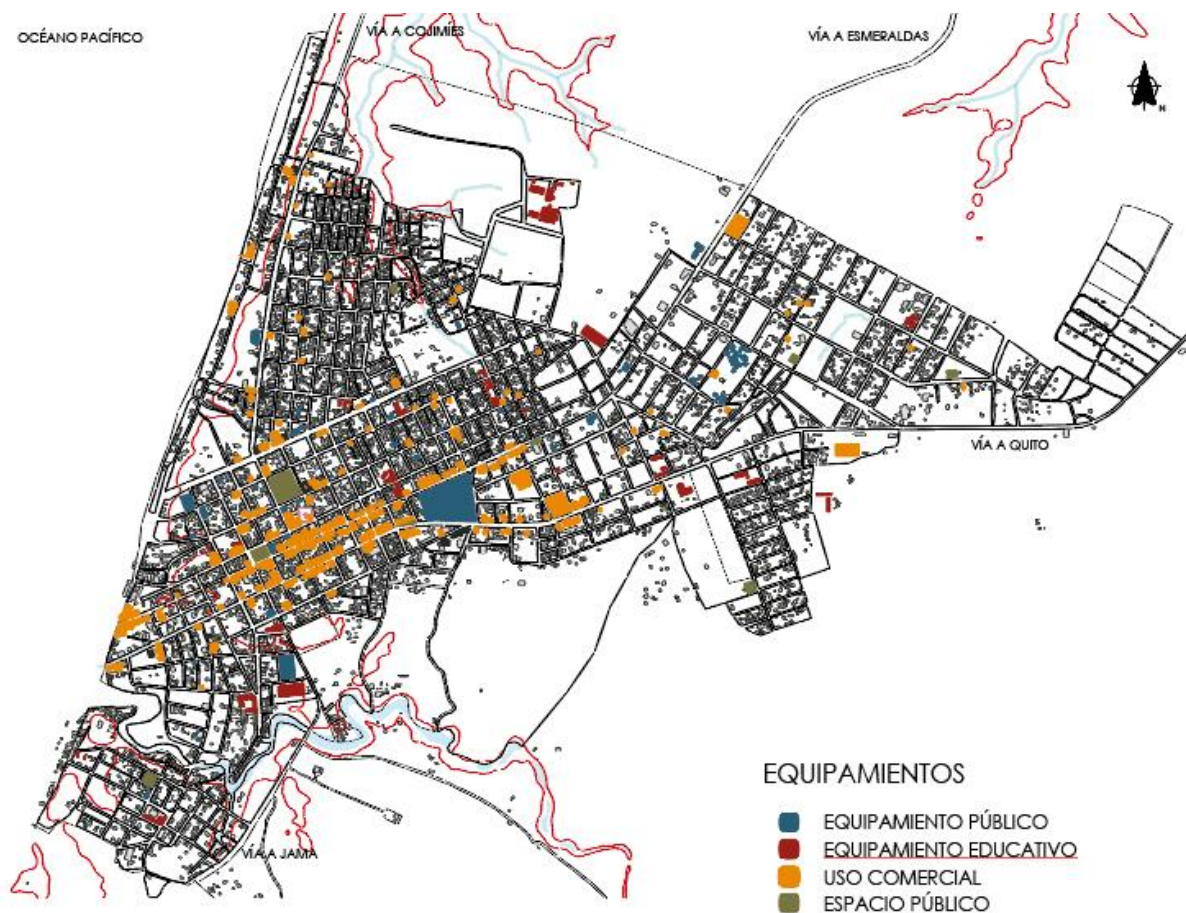 OCÉANO PACÍFICO
VÍA A COJIMÍES
VÍA A ESMERALDAS
N
VÍA A QUITO
VÍA A JAMA
EQUIPAMIENTOS
EQUIPAMIENTO PÚBLICO
EQUIPAMIENTO EDUCATIVO
USO COMERCIAL
ESPACIO PÚBLICO